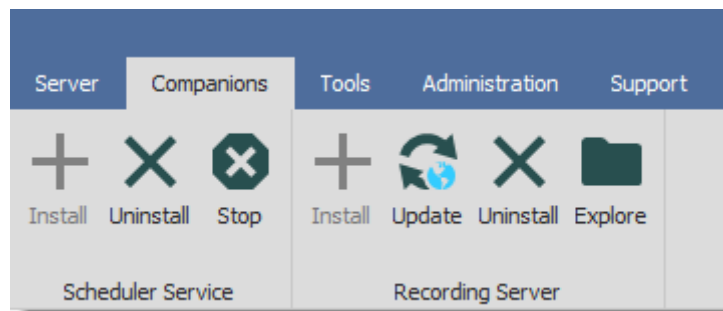 Server Companions Tools Administration Support
Install Uninstall Stop Install Update Uninstall Explore
Scheduler Service Recording Server